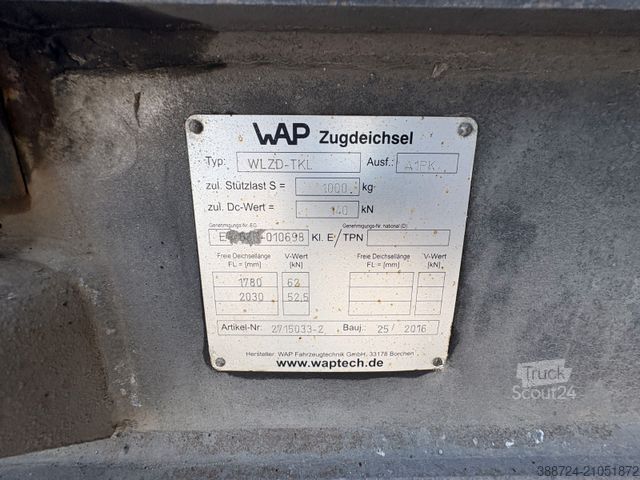 WAP Zugdeichsel
Typ: WLZD-TKL Ausf.: A1PK
zul. Stützlast S = 1000 kg
zul. Dc-Wert = 140 kN
Genehmigungs-Nr. EG Genehmigungs-Nr. national (D)
-010698 Kl. E/TPN
Freie Deichsellänge V-Wert Freie Deichsellänge V-Wert
FL = [mm] [kN] FL = [mm] [kN]
1780 62
2030 52,5
Artikel-Nr: 2715033-2 Bauj.: 25/2016
Hersteller: WAP Fahrzeugtechnik GmbH, 33178 Borchen
www.waptech.de
Truck
Scout24
388724-21051872